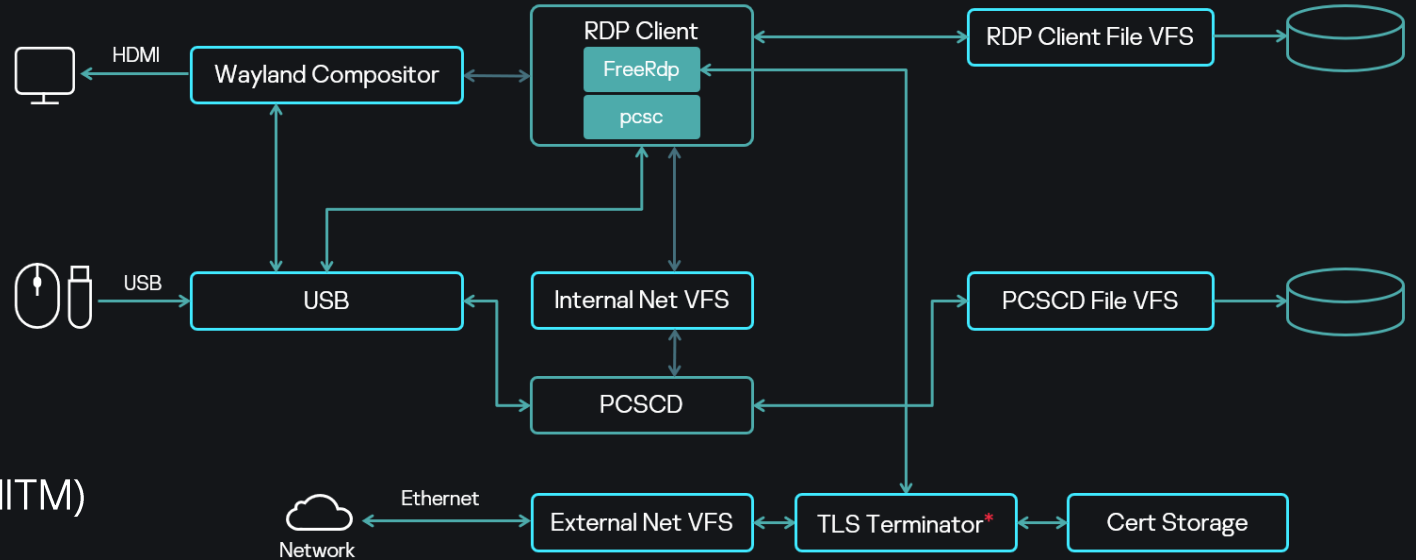 HDMI
Wayland Compositor
RDP Client
FreeRdp
pcsc
RDP Client File VFS
USB
USB
Internal Net VFS
PCSCD File VFS
PCSCD
ITM)
Ethernet
Network
External Net VFS
TLS Terminator*
Cert Storage